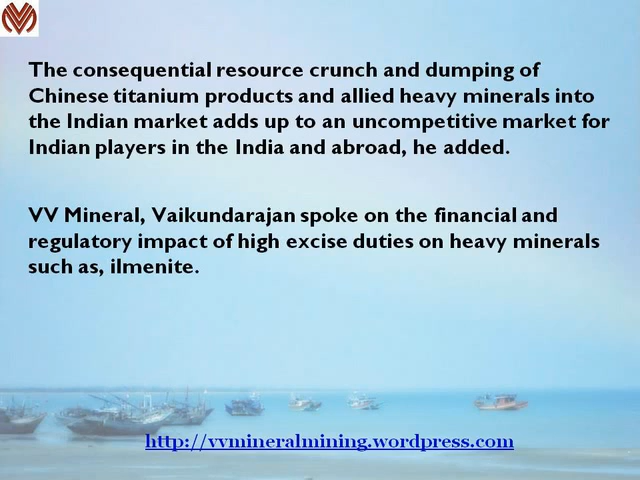 The consequential resource crunch and dumping of
Chinese titanium products and allied heavy minerals into
the Indian market adds up to an uncompetitive market for
Indian players in the India and abroad, he added.
VV Mineral, Vaikundarajan spoke on the financial and
regulatory impact of high excise duties on heavy minerals
such as, ilmenite.
http://vvmineralmining.wordpress.com